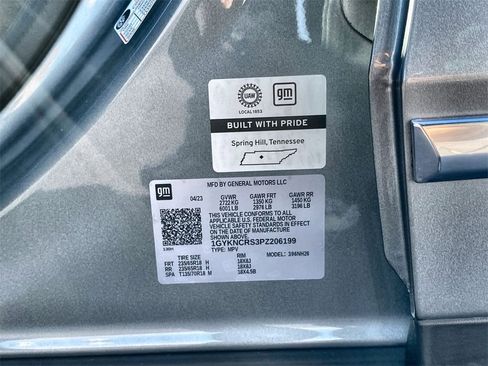 UAW
LOCAL 1853
gm
BUILT WITH PRIDE
Spring Hill, Tennessee
gm
MFD BY GENERAL MOTORS LLC
04/23
GVWR GAWR FRT GAWR RR
2722 KG 1350 KG 1450 KG
6001 LB 2976 LB 3196 LB
THIS VEHICLE CONFORMS TO ALL
APPLICABLE U.S. FEDERAL MOTOR
VEHICLE SAFETY STANDARDS IN
EFFECT ON THE DATE OF MANUFACTURE
SHOWN ABOVE.
1GYKNCRS3PZ206199
TYPE: MPV MODEL: 396NH26
TIRE SIZE RIM
FRT 235/65R18 H 18X8J
RR 235/65R18 H 18X8J
SPA T135/70R18 M 18X4.5B